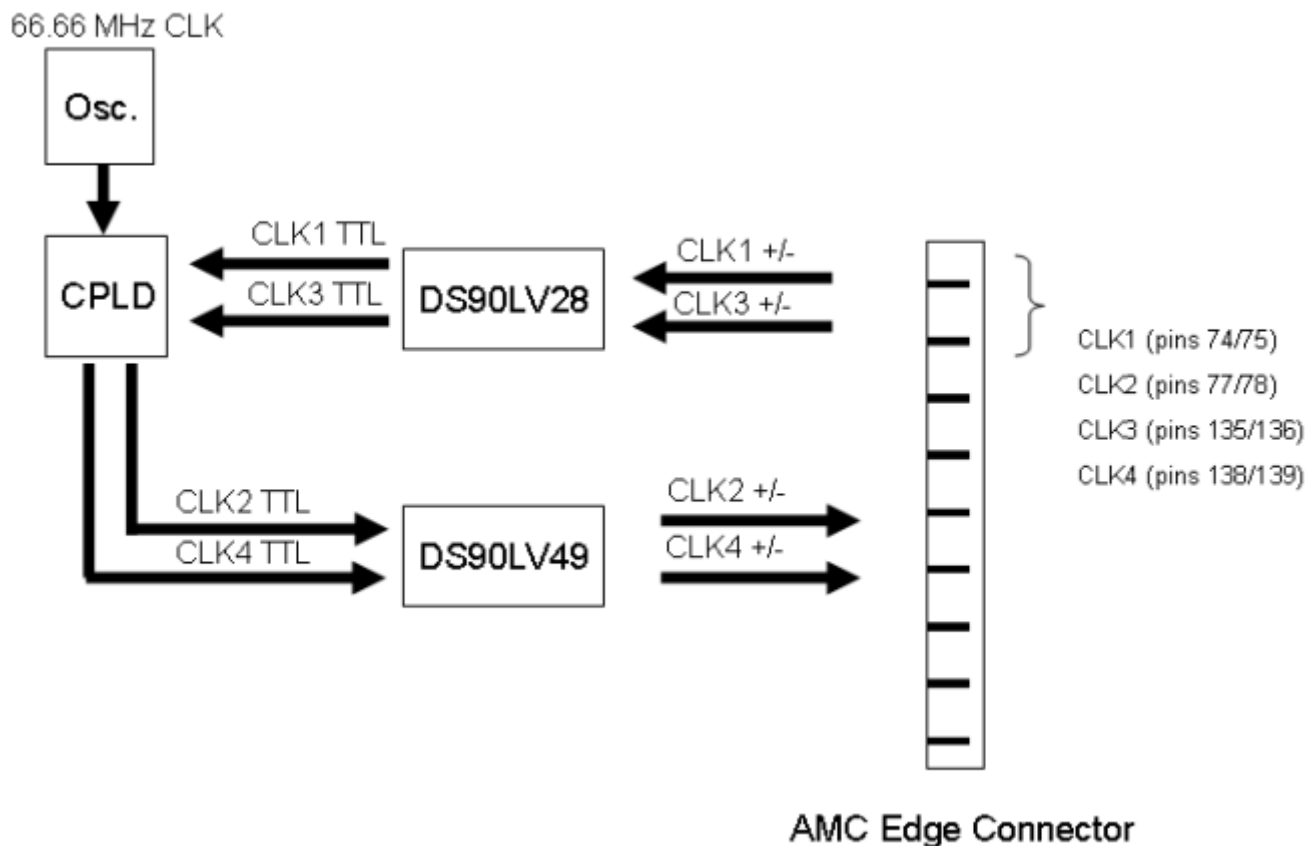 66.66 MHz CLK
Osc.
CPLD
CLK1 TTL
CLK3 TTL
DS90LV28
CLK1 +/-
CLK3 +/-
CLK1 (pins 74/75)
CLK2 (pins 77/78)
CLK3 (pins 135/136)
CLK4 (pins 138/139)
CLK2 TTL
CLK4 TTL
DS90LV49
CLK2 +/-
CLK4 +/-
AMC Edge Connector